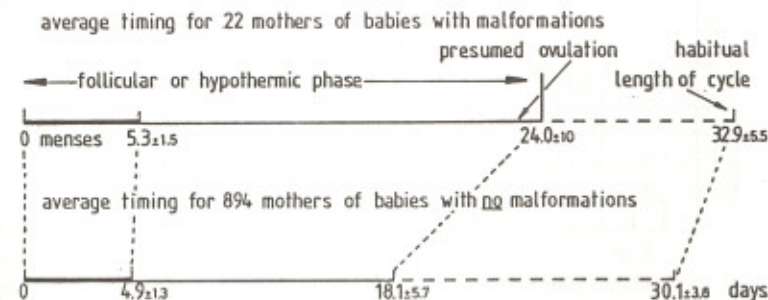 average timing for 22 mothers of babies with malformations
presumed ovulation
habitual
follicular or hypothermic phase
length of cycle
0 menses 5.3±1.5 24.0±10 32.9±5.5
average timing for 894 mothers of babies with no malformations
0 4.9±1.3 18.1±5.7 30.1±3.8 days